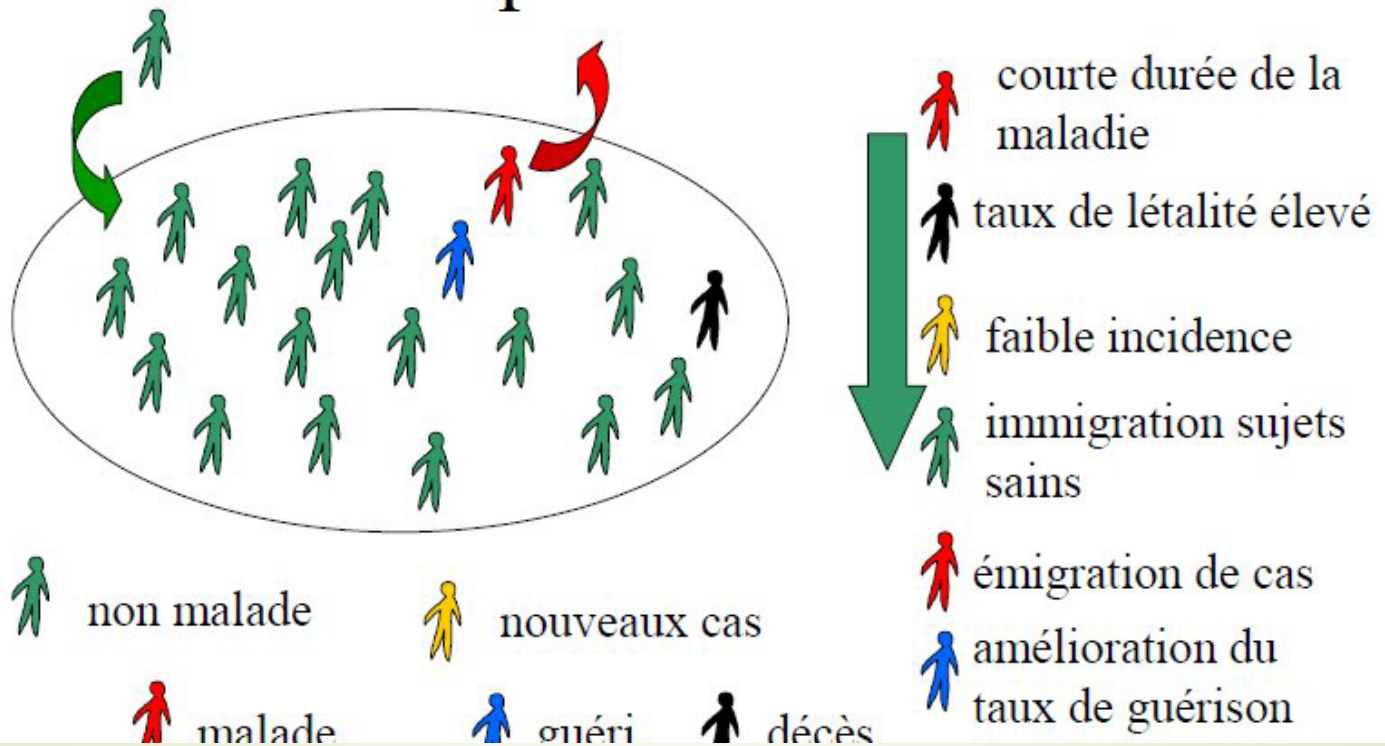 courte durée de la
maladie
taux de létalité élevé
faible incidence
immigration sujets
sains
émigration de cas
amélioration du
taux de guérison
non malade
nouveaux cas
malade
guéri
décès